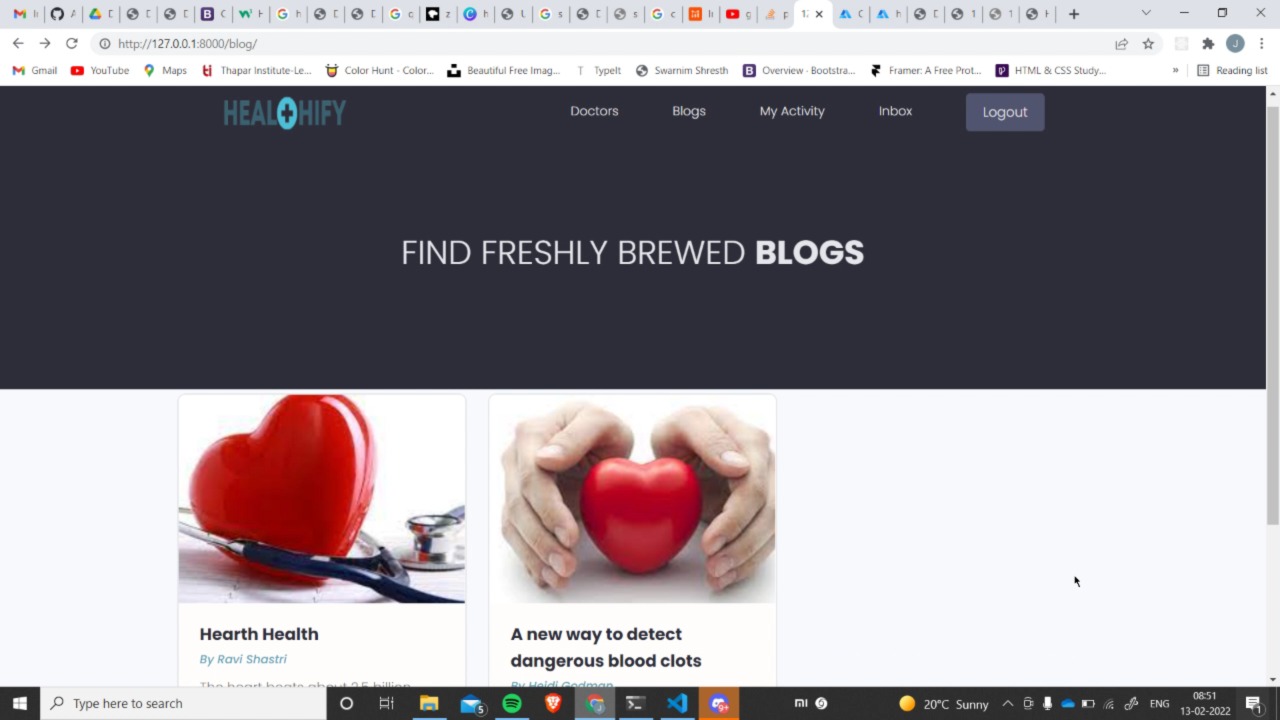 http://127.0.0.1:8000/blog/
Gmail YouTube Maps Thapar Institute-Le... Color Hunt - Color... Beautiful Free Imag... TypeIt Swarnim Shresth Overview · Bootstra... Framer: A Free Prot... HTML & CSS Study... » Reading list
HEALTHIFY Doctors Blogs My Activity Inbox Logout
FIND FRESHLY BREWED BLOGS
Hearth Health
By Ravi Shastri
The heart beats about 2.5 billion
A new way to detect
dangerous blood clots
By Heidi Godman
Type here to search
5
9+
mi
20°C Sunny
ENG
08:51
13-02-2022
1